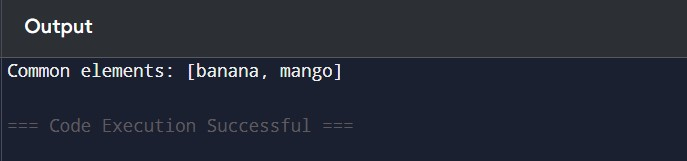 Output
Common elements: [banana, mango]
=== Code Execution Successful ===